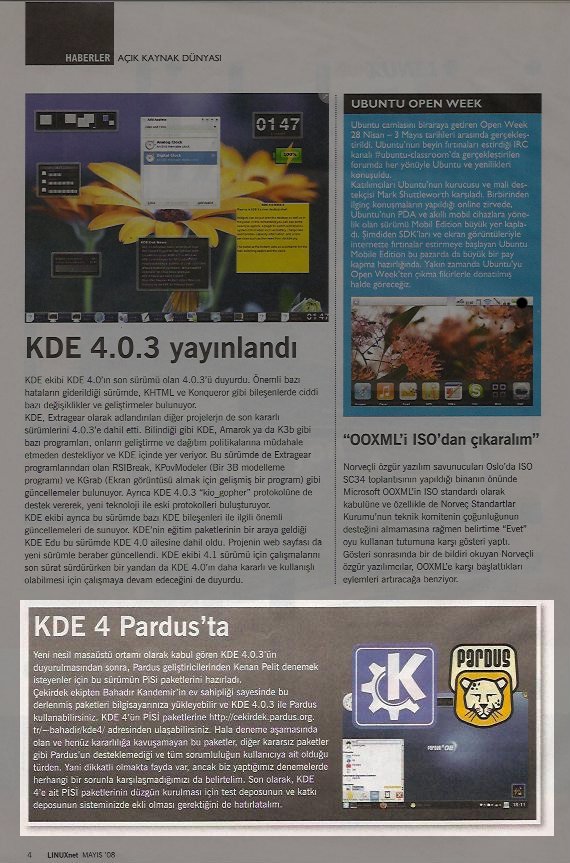 HABERLER AÇIK KAYNAK DÜNYASI
KDE 4.0.3 yayınlandı
KDE ekibi KDE 4.0'ın son sürümü olan 4.0.3'ü duyurdu. Önemli bazı
hataların giderildiği sürümde, KHTML ve Konqueror gibi bileşenlerde ciddi
bazı değişiklikler ve geliştirmeler bulunuyor.
KDE, Extragear olarak adlandırılan diğer projelerin de son kararlı
sürümlerini 4.0.3'e dahil etti. Bilindiği gibi KDE, Amarok ya da K3b gibi
bazı programları, onların geliştirme ve dağıtım politikalarına müdahale
etmeden destekliyor ve KDE içinde yer veriyor. Bu sürümde de Extragear
programlarından olan RSIBreak, KPovModeler (Bir 3B modelleme
programı) ve KGrab (Ekran görüntüsü almak için gelişmiş bir program) gibi
güncellemeler bulunuyor. Ayrıca KDE 4.0.3 “kio_gopher” protokolüne de
destek vererek, yeni teknoloji ile eski protokolleri buluşturuyor.
KDE ekibi ayrıca bu sürümde bazı KDE bileşenleri ile ilgili önemli
güncellemeleri de sunuyor. KDE'nin eğitim paketlerinin bir araya geldiği
KDE Edu bu sürümde KDE 4.0 ailesine dahil oldu. Projenin web sayfası da
yeni sürümle beraber güncellendi. KDE ekibi 4.1 sürümü için çalışmalarını
son sürat sürdürürken bir yandan da KDE 4.0'ın daha kararlı ve kullanışlı
olabilmesi için çalışmaya devam edeceğini de duyurdu.
UBUNTU OPEN WEEK
Ubuntu camiasını biraraya getiren Open Week
28 Nisan – 3 Mayıs tarihleri arasında gerçekleş-
tirildi. Ubuntu'nun beyin fırtınaları estirdiği IRC
kanalı #ubuntu-classroom'da gerçekleştirilen
forumda her yönüyle Ubuntu ve yenilikleri
konuşuldu.
Katılımcıları Ubuntu'nun kurucusu ve mali des-
tekçisi Mark Shuttleworth karşıladı. Birbirinden
ilginç konuşmaların yapıldığı online zirvede,
Ubuntu'nun PDA ve akıllı mobil cihazlara yöne-
lik olan sürümü Mobil Edition büyük yer kapla-
dı. Şimdiden SDK'ları ve ekran görüntüleriyle
internette fırtınalar estirmeye başlayan Ubuntu
Mobile Edition bu pazarda da büyük bir pay
kapma hazırlığında. Yakın zamanda Ubuntu'yu
Open Week'ten çıkma fikirlerle donatılmış
halde göreceğiz.
“OOXML'i ISO'dan çıkaralım”
Norveçli özgür yazılım savunucuları Oslo'da ISO
SC34 toplantısının yapıldığı binanın önünde
Microsoft OOXML'in ISO standardı olarak
kabulüne ve özellikle de Norveç Standartlar
Kurumu'nun teknik komitenin çoğunluğunun
desteğini almamasına rağmen belirtime “Evet”
oyu kullanan tutumuna karşı gösteri yaptı.
Gösteri sonrasında bir de bildiri okuyan Norveçli
özgür yazılımcılar, OOXML'e karşı başlattıkları
eylemleri artıracağa benziyor.
KDE 4 Pardus'ta
Yeni nesil masaüstü ortamı olarak kabul gören KDE 4.0.3'ün
duyurulmasından sonra, Pardus geliştiricilerinden Kenan Pelit denemek
isteyenler için bu sürümün PiSi paketlerini hazırladı.
Çekirdek ekipten Bahadır Kandemir'in ev sahipliği sayesinde bu
derlenmiş paketleri bilgisayarınıza yükleyebilir ve KDE 4.0.3 ile Pardus
kullanabilirsiniz. KDE 4'ün PİSİ paketlerine http://cekirdek.pardus.org.
tr/~bahadir/kde4/ adresinden ulaşabilirsiniz. Hala deneme aşamasında
olan ve henüz kararlılığa kavuşamayan bu paketler, diğer kararsız paketler
gibi Pardus'un desteklemediği ve tüm sorumluluğun kullanıcıya ait olduğu
türden. Yani dikkatli olmakta fayda var, ancak biz yaptığımız denemelerde
herhangi bir sorunla karşılaşmadığımızı da belirtelim. Son olarak, KDE
4'e ait PİSİ paketlerinin düzgün kurulması için test deposunun ve katkı
deposunun sisteminizde ekli olması gerektiğini de hatırlatalım.
PARDUS
4 LINUXnet MAYIS '08
01:47
Analog Clock
Digital Clock
100%
18:11